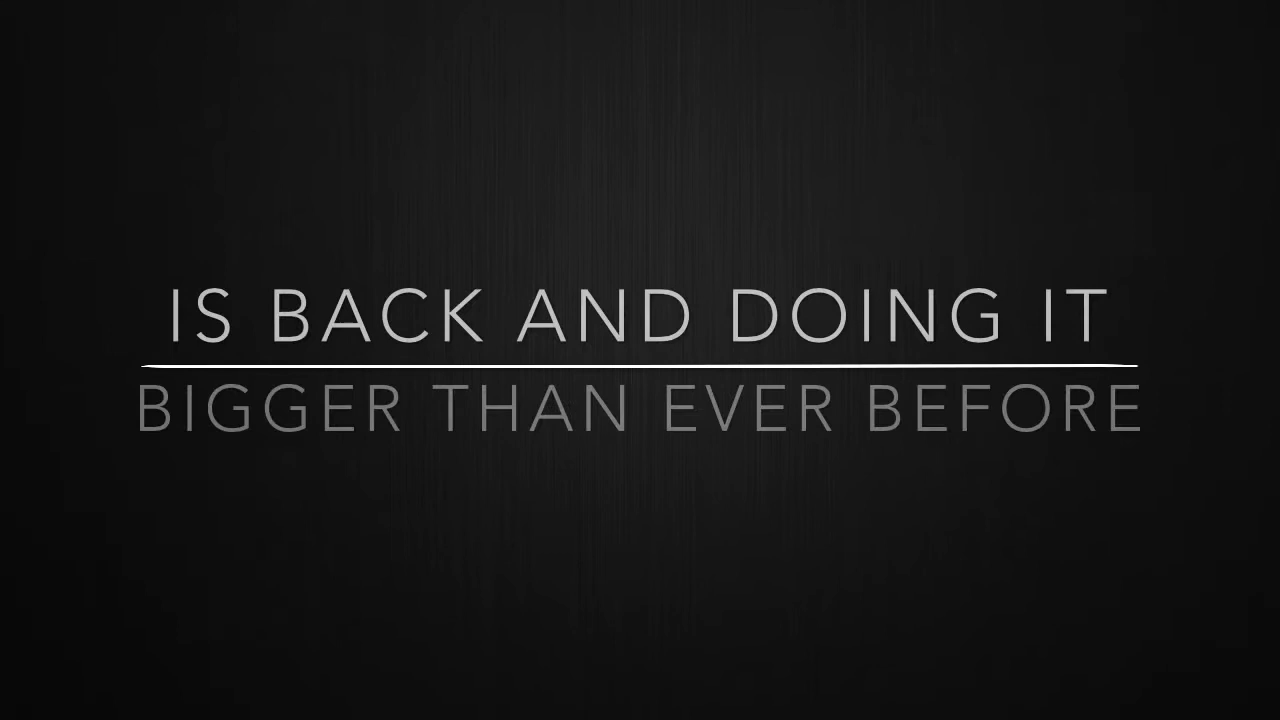 IS BACK AND DOING IT
BIGGER THAN EVER BEFORE